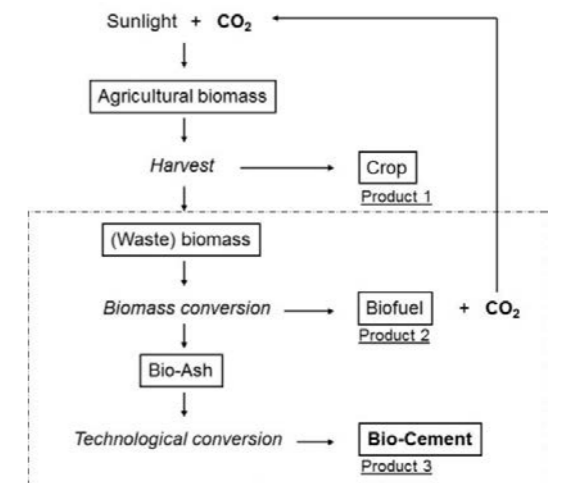 Sunlight + CO₂
Agricultural biomass
Harvest
Crop
Product 1
(Waste) biomass
Biomass conversion
Biofuel
+ CO₂
Product 2
Bio-Ash
Technological conversion
Bio-Cement
Product 3